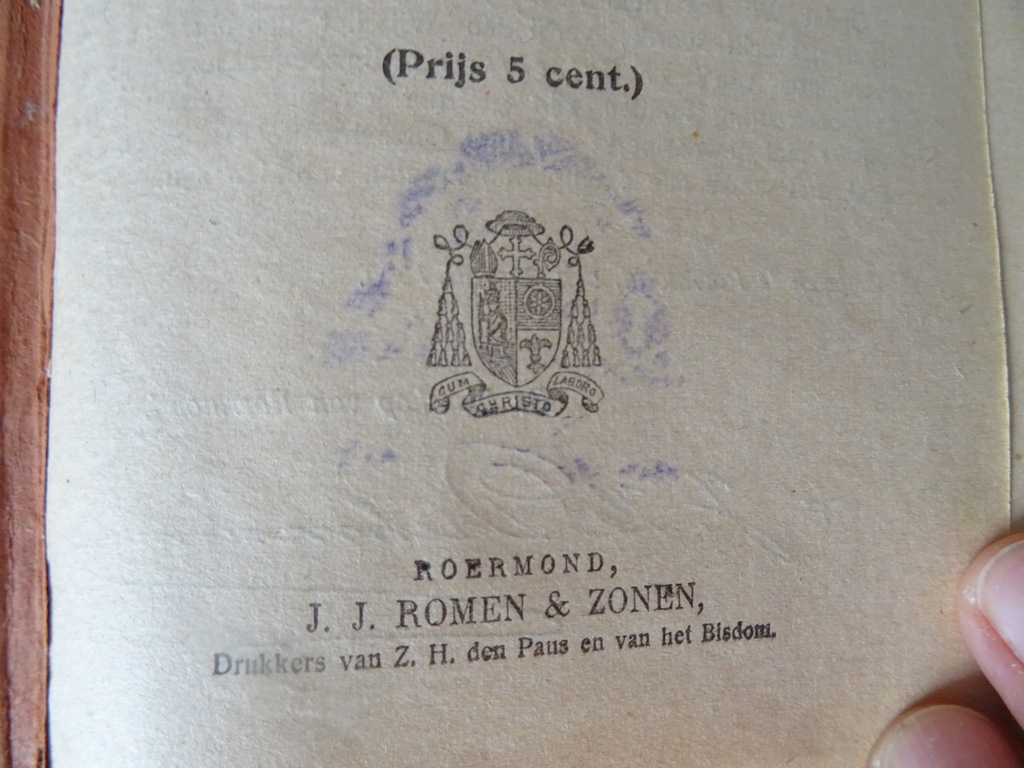 (Prijs 5 cent.)
CUM CHRISTO LABORO
ROERMOND,
J. J. ROMEN & ZONEN,
Drukkers van Z. H. den Paus en van het Bisdom.